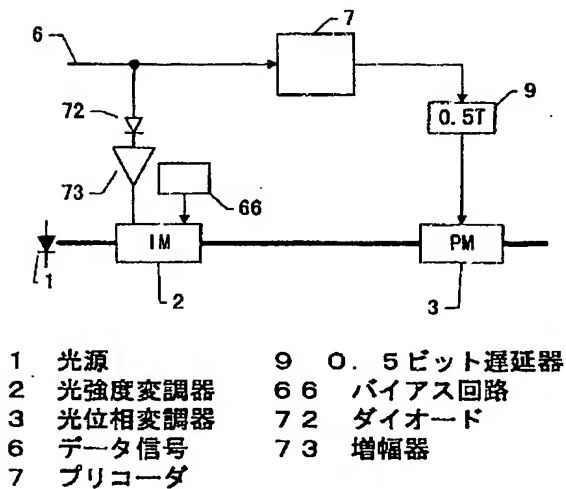 7
6
72
9
0.5T
73
66
IM
PM
1
2
3
1 光源
2 光強度変調器
3 光位相変調器
6 データ信号
7 プリコーダ
9 0.5ビット遅延器
66 バイアス回路
72 ダイオード
73 増幅器